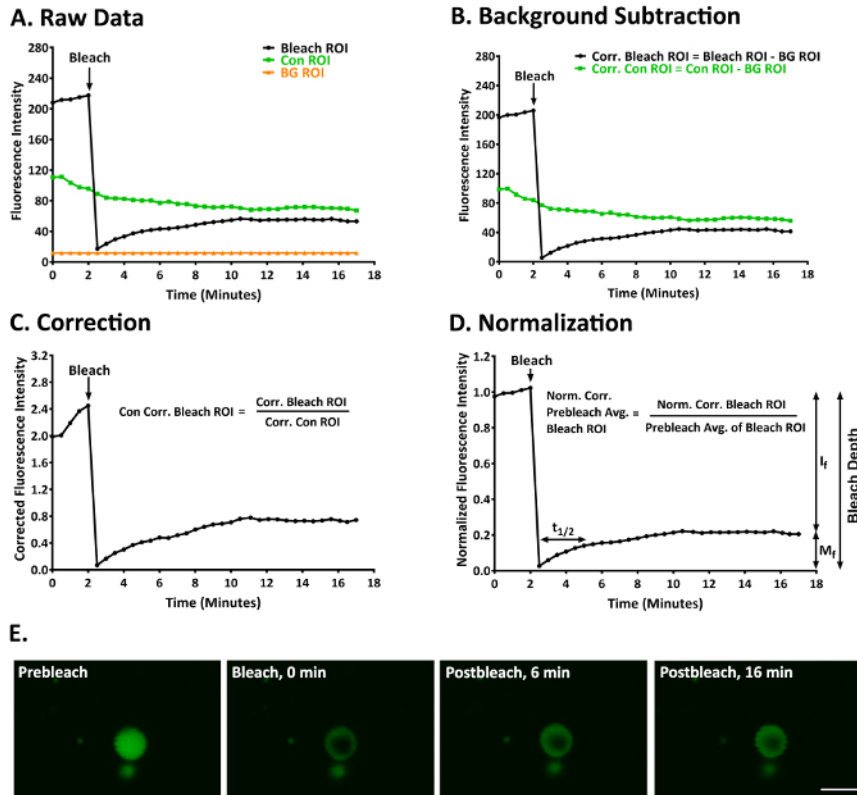 A. Raw Data
Bleach
Bleach ROI
Con ROI
BG ROI
Fluorescence Intensity
280
240
200
160
120
80
40
0
0 2 4 6 8 10 12 14 16 18
Time (Minutes)
B. Background Subtraction
Bleach
Corr. Bleach ROI = Bleach ROI - BG ROI
Corr. Con ROI = Con ROI - BG ROI
Fluorescence Intensity
280
240
200
160
120
80
40
0
0 2 4 6 8 10 12 14 16 18
Time (Minutes)
C. Correction
Bleach
Con Corr. Bleach ROI = Corr. Bleach ROI
Corr. Con ROI
Corrected Fluorescence Intensity
3.2
2.8
2.4
2.0
1.6
1.2
0.8
0.4
0.0
0 2 4 6 8 10 12 14 16 18
Time (Minutes)
D. Normalization
Bleach
Norm. Corr.
Prebleach Avg. =
Bleach ROI
Norm. Corr. Bleach ROI
Prebleach Avg. of Bleach ROI
t1/2
If
Mf
Bleach Depth
Normalized Fluorescence Intensity
1.2
1.0
0.8
0.6
0.4
0.2
0.0
0 2 4 6 8 10 12 14 16 18
Time (Minutes)
E.
Prebleach
Bleach, 0 min
Postbleach, 6 min
Postbleach, 16 min